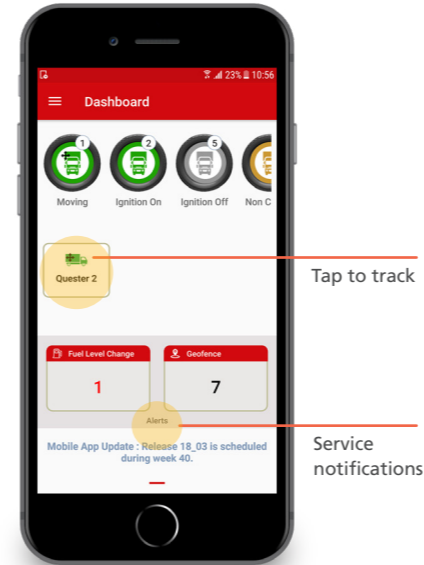 23% 10:56
Dashboard
1 2 5
Moving Ignition On Ignition Off Non C
Quester 2
Tap to track
Fuel Level Change Geofence
1 7
Alerts
Mobile App Update : Release 18_03 is scheduled
during week 40.
Service
notifications